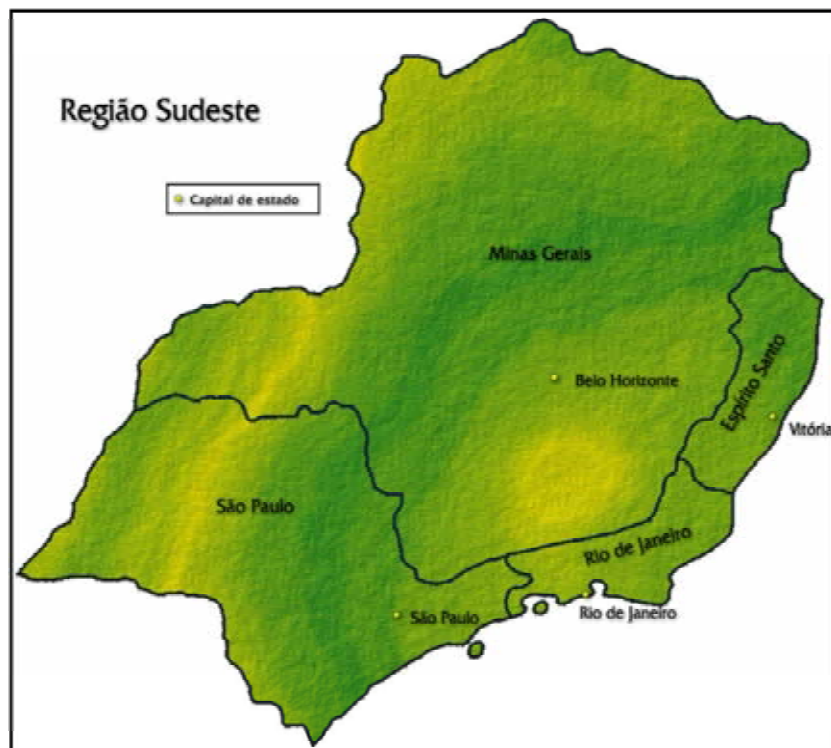 Região Sudeste
Capital de estado
Minas Gerais
Belo Horizonte
Espírito Santo
Vitória
São Paulo
Rio de Janeiro
São Paulo
Rio de Janeiro